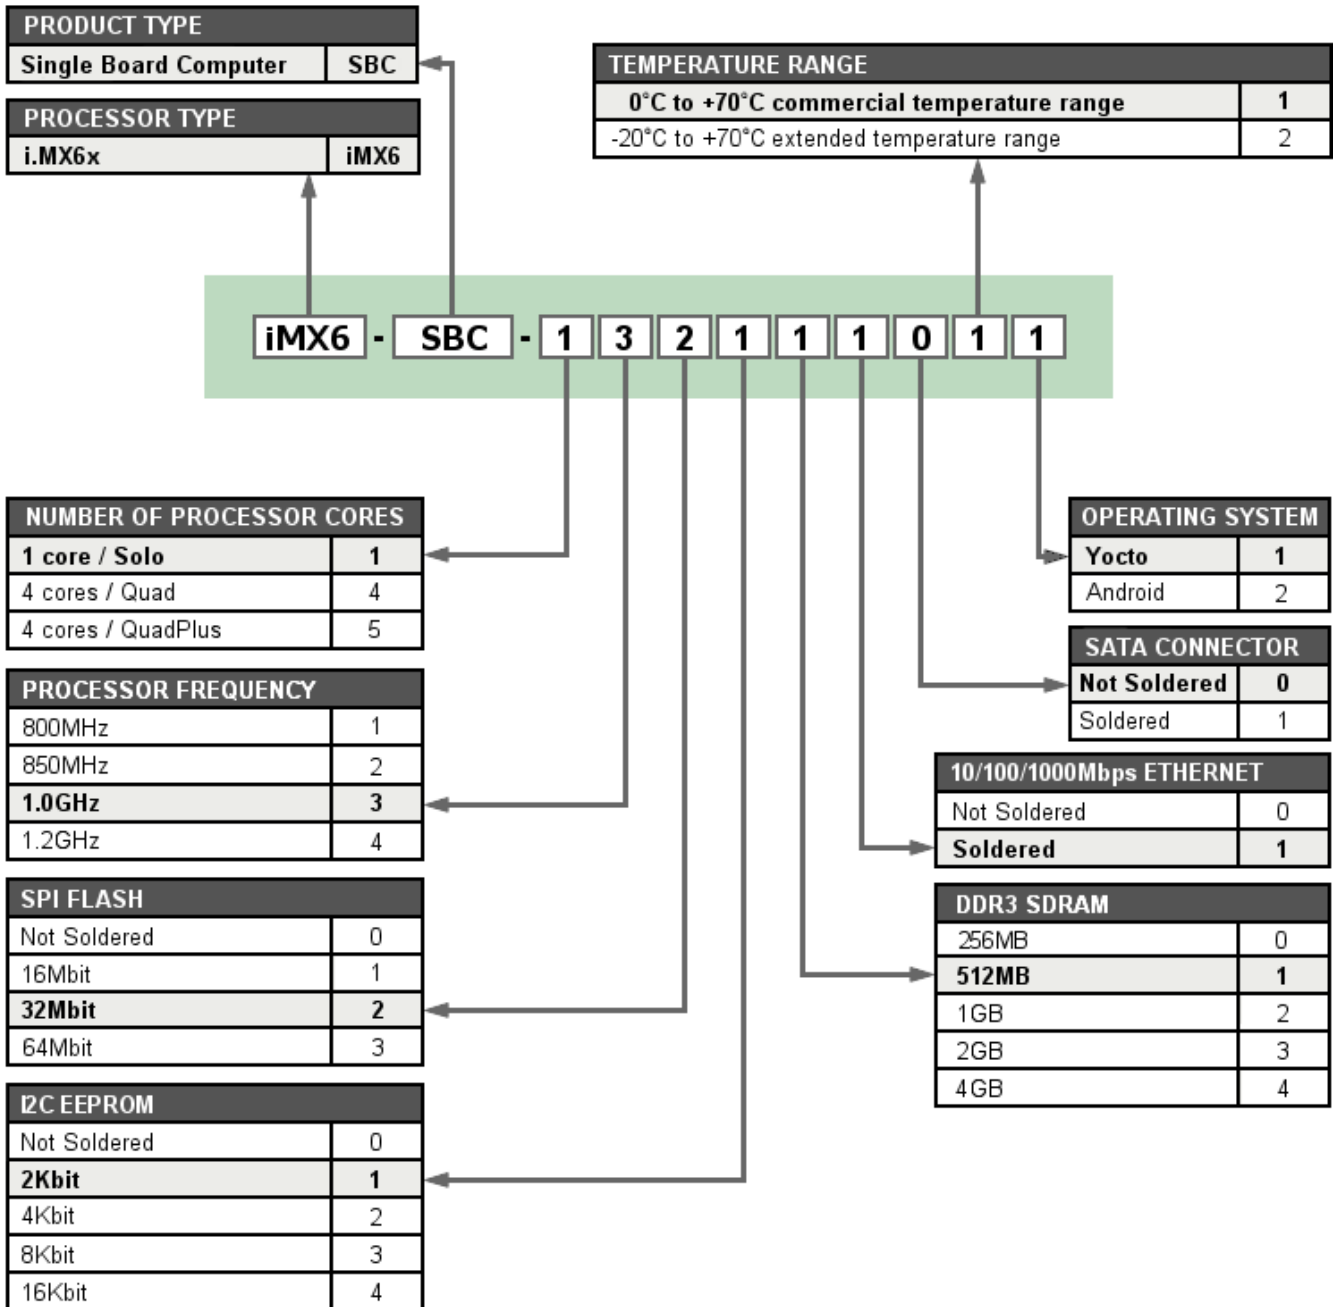 PRODUCT TYPE
Single Board Computer SBC
PROCESSOR TYPE
i.MX6x iMX6
TEMPERATURE RANGE
0°C to +70°C commercial temperature range 1
-20°C to +70°C extended temperature range 2
iMX6 - SBC - 1 3 2 1 1 1 0 1 1
NUMBER OF PROCESSOR CORES
1 core / Solo 1
4 cores / Quad 4
4 cores / QuadPlus 5
PROCESSOR FREQUENCY
800MHz 1
850MHz 2
1.0GHz 3
1.2GHz 4
SPI FLASH
Not Soldered 0
16Mbit 1
32Mbit 2
64Mbit 3
I2C EEPROM
Not Soldered 0
2Kbit 1
4Kbit 2
8Kbit 3
16Kbit 4
OPERATING SYSTEM
Yocto 1
Android 2
SATA CONNECTOR
Not Soldered 0
Soldered 1
10/100/1000Mbps ETHERNET
Not Soldered 0
Soldered 1
DDR3 SDRAM
256MB 0
512MB 1
1GB 2
2GB 3
4GB 4